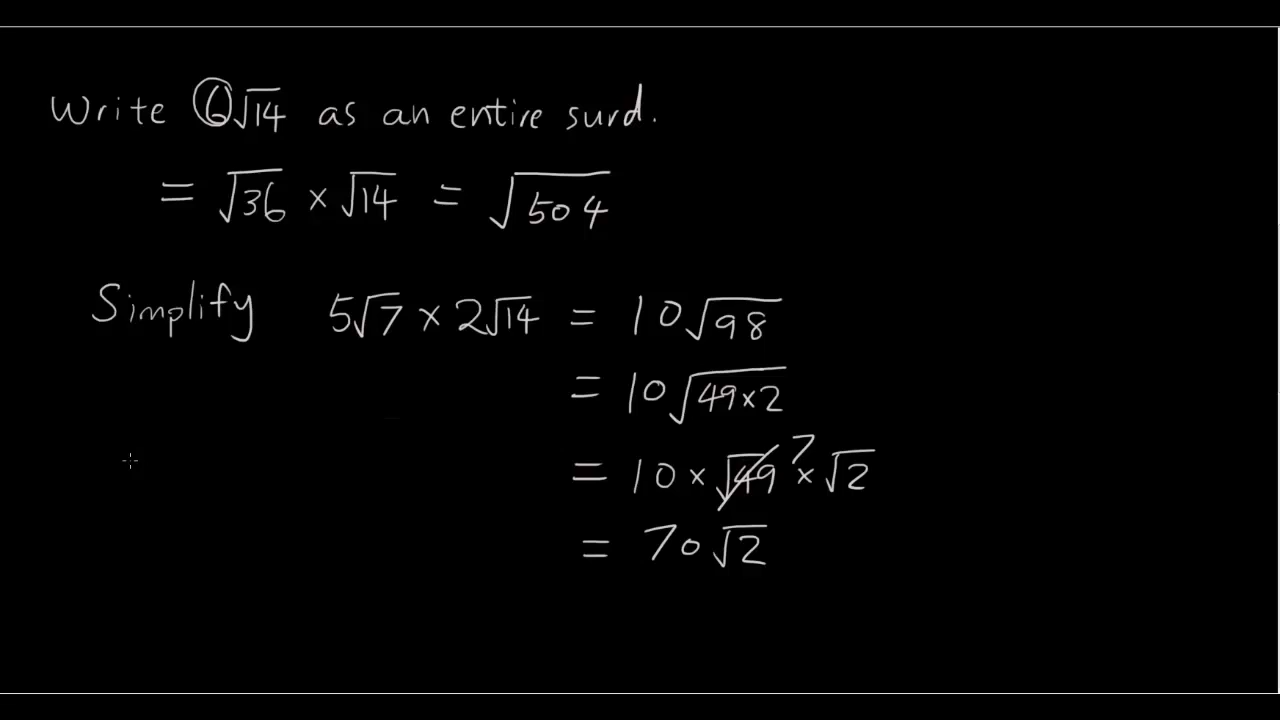 Write 6√14 as an entire surd.
= √36 × √14 = √504
Simplify 5√7 × 2√14 = 10√98
= 10√49×2
= 10 × √49 7 × √2
= 70√2